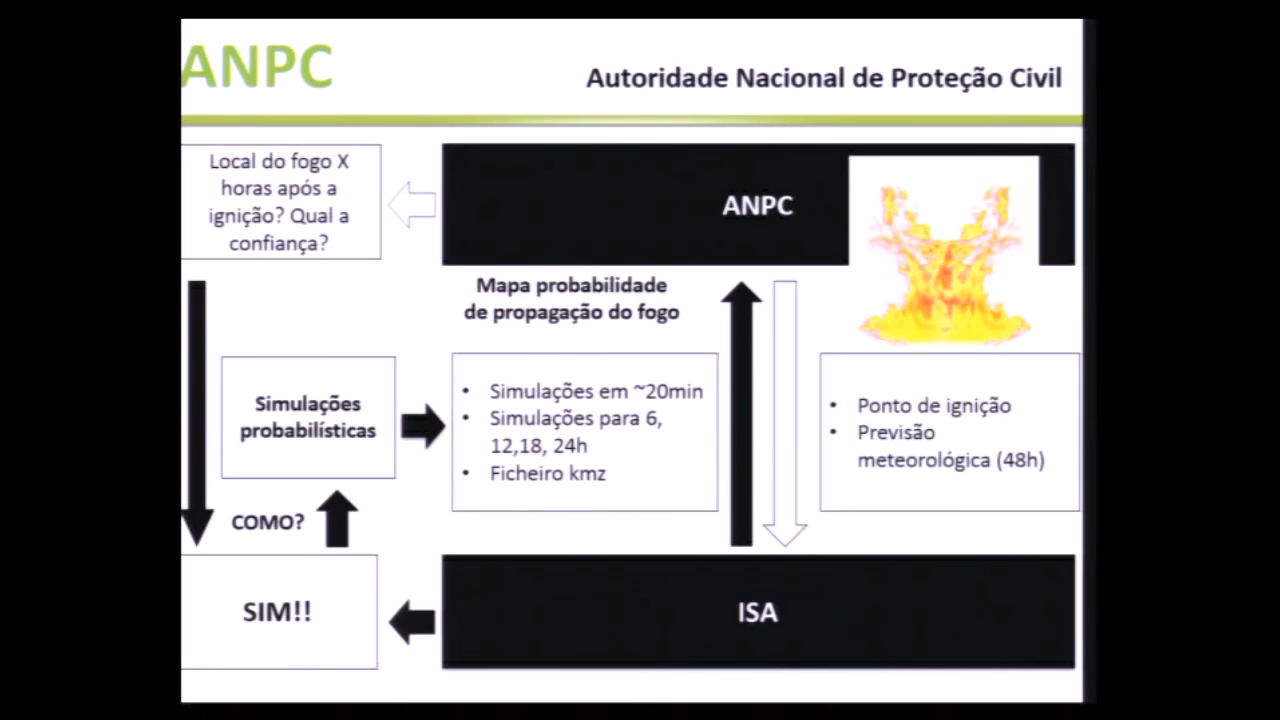 ANPC
Autoridade Nacional de Proteção Civil
Local do fogo X
horas após a
ignição? Qual a
confiança?
ANPC
Mapa probabilidade
de propagação do fogo
Simulações
probabilísticas
• Simulações em ~20min
• Simulações para 6,
12,18, 24h
• Ficheiro kmz
• Ponto de ignição
• Previsão
meteorológica (48h)
COMO?
SIM!!
ISA